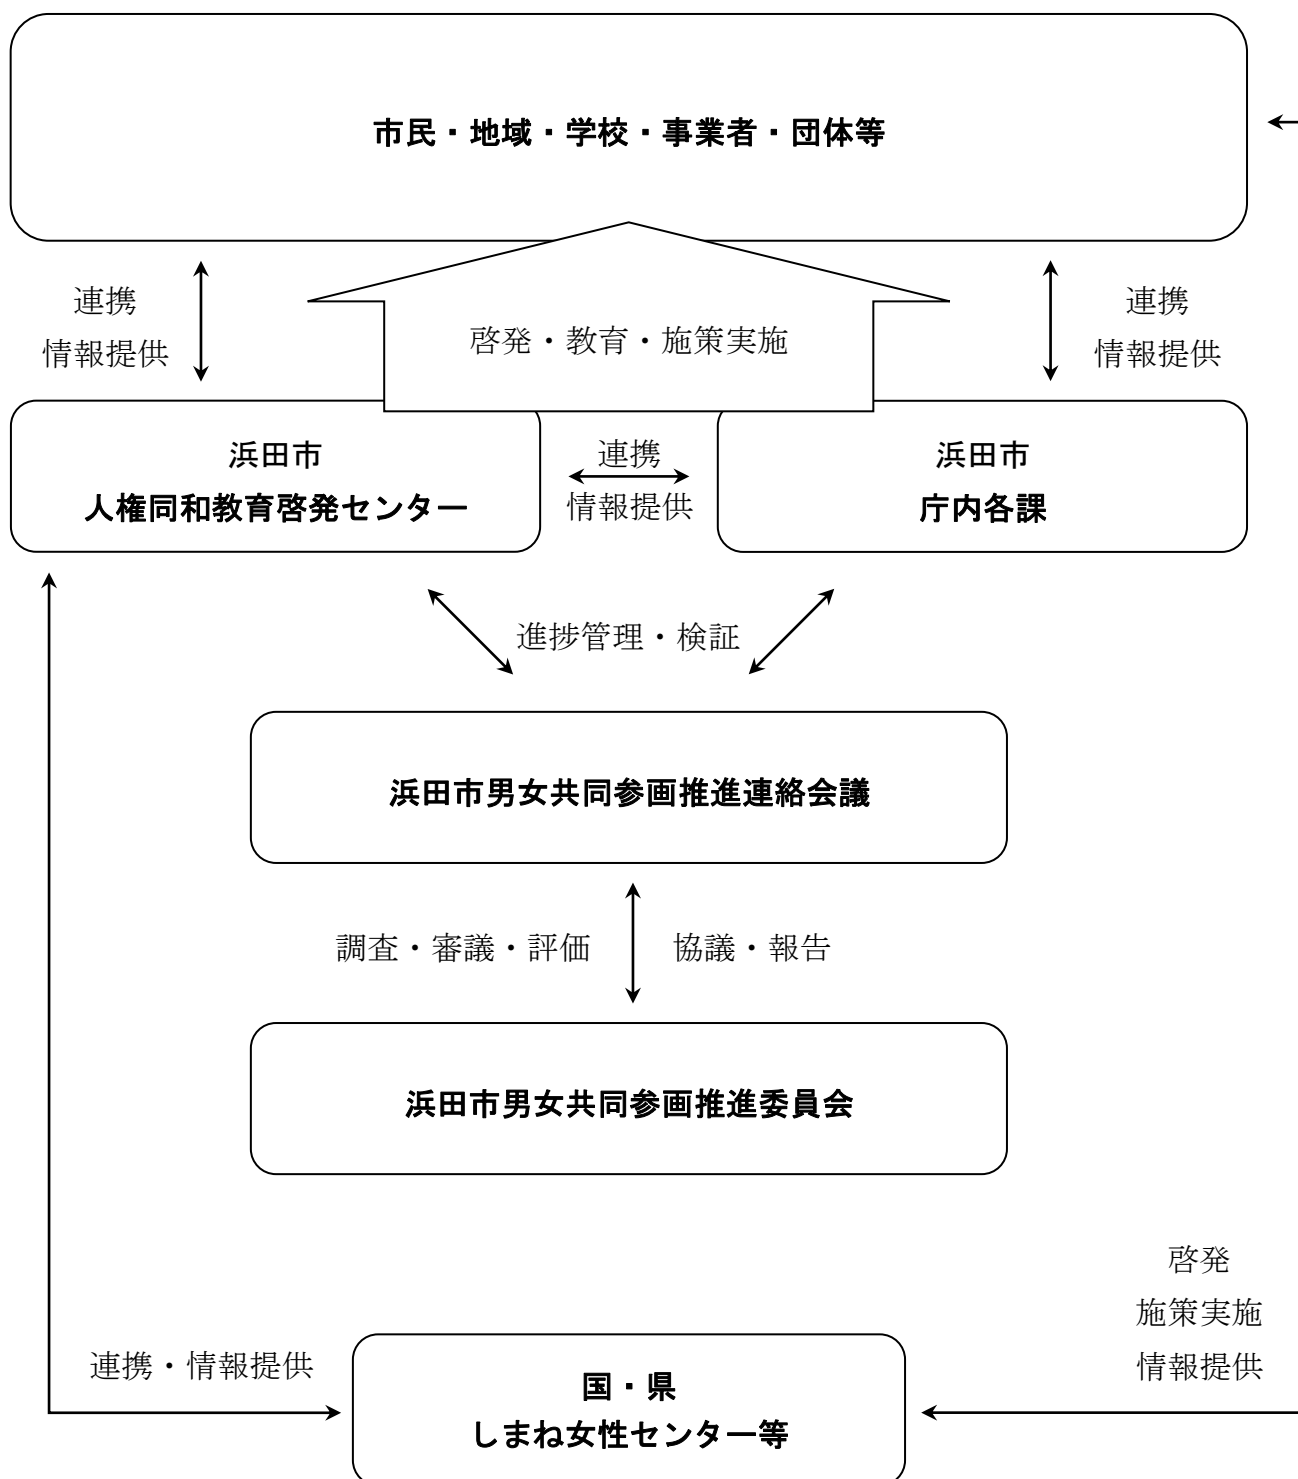 市民・地域・学校・事業者・団体等
連携
情報提供
啓発・教育・施策実施
連携
情報提供
浜田市
人権同和教育啓発センター
連携
情報提供
浜田市
庁内各課
進捗管理・検証
浜田市男女共同参画推進連絡会議
調査・審議・評価
協議・報告
浜田市男女共同参画推進委員会
啓発
施策実施
情報提供
連携・情報提供
国・県
しまね女性センター等